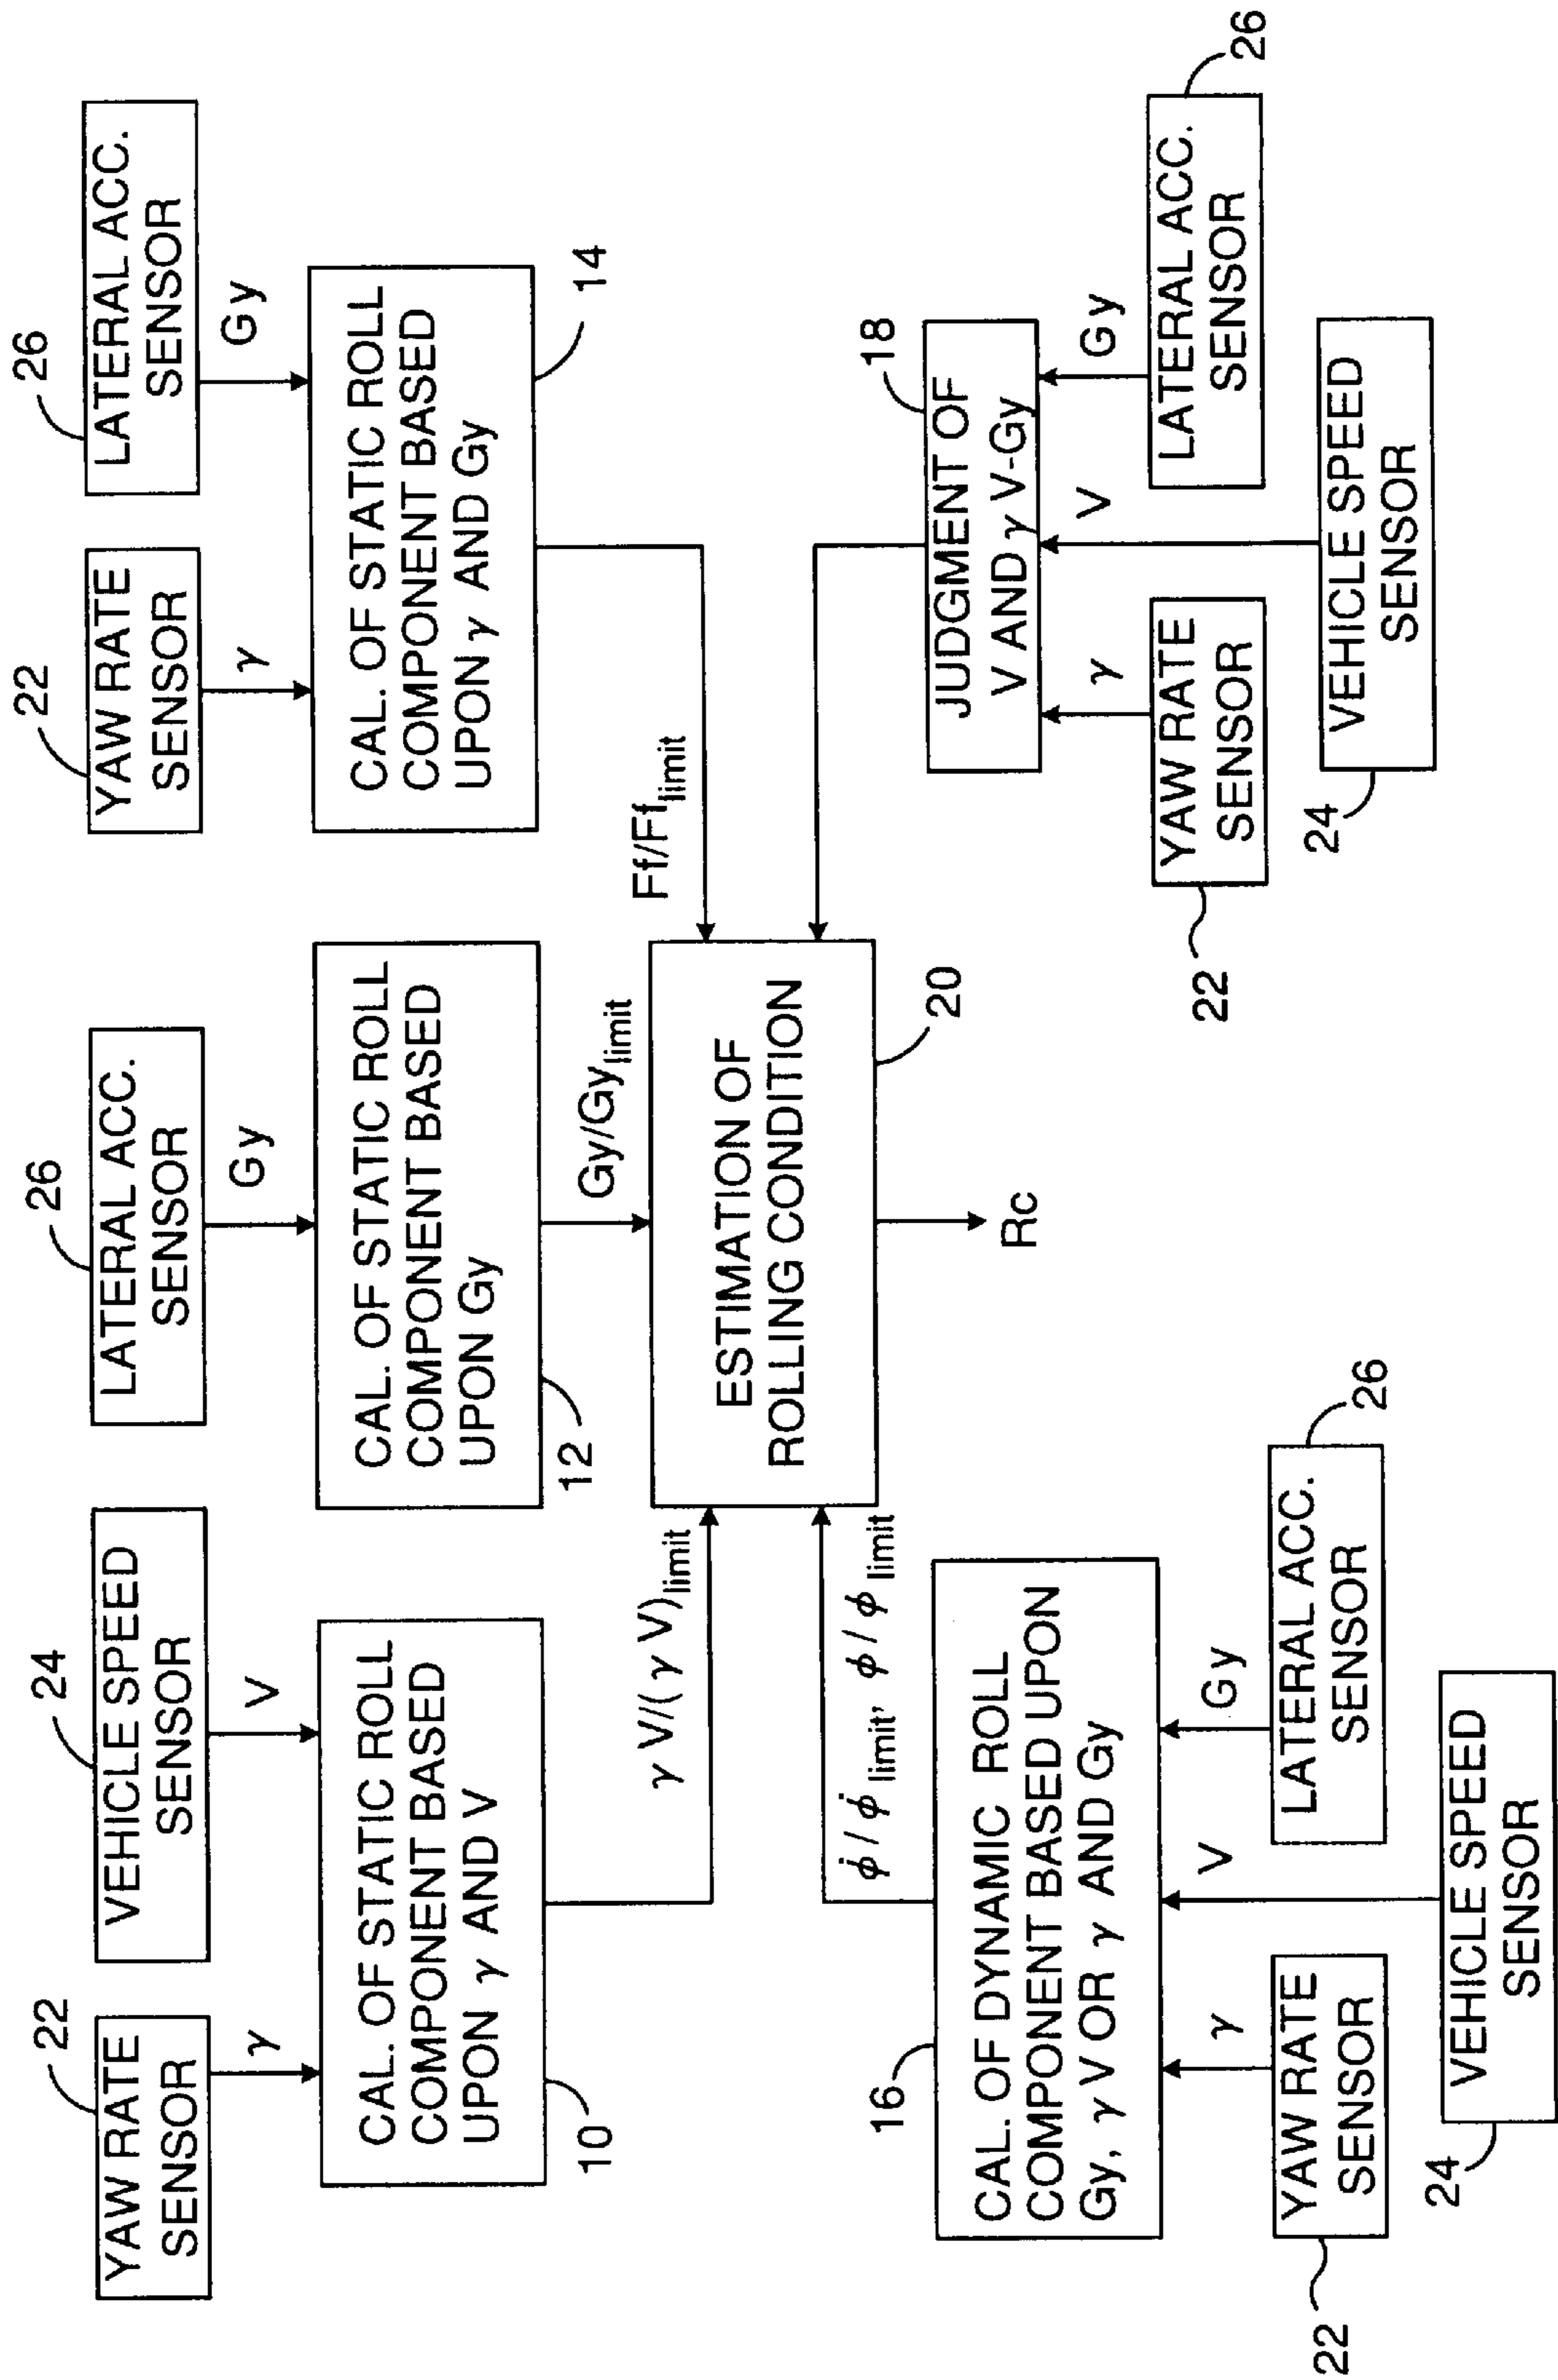 22
YAW RATE
SENSOR
γ
24
VEHICLE SPEED
SENSOR
V
CAL. OF STATIC ROLL
COMPONENT BASED
UPON γ AND V
10
γ V/( γ V)limit
26
LATERAL ACC.
SENSOR
Gy
CAL. OF STATIC ROLL
COMPONENT BASED
UPON Gy
12
Gy/Gylimit
22
YAW RATE
SENSOR
γ
26
LATERAL ACC.
SENSOR
Gy
CAL. OF STATIC ROLL
COMPONENT BASED
UPON γ AND Gy
14
Ff/Fflimit
ESTIMATION OF
ROLLING CONDITION
20
Rc
φ̇ / φ̇ limit, φ / φ limit
16
CAL. OF DYNAMIC ROLL
COMPONENT BASED UPON
Gy, γ V OR γ AND Gy
γ
V
Gy
22
YAW RATE
SENSOR
24
VEHICLE SPEED
SENSOR
26
LATERAL ACC.
SENSOR
18
JUDGMENT OF
V AND γ V-Gy
γ
V
Gy
22
YAW RATE
SENSOR
24
VEHICLE SPEED
SENSOR
26
LATERAL ACC.
SENSOR